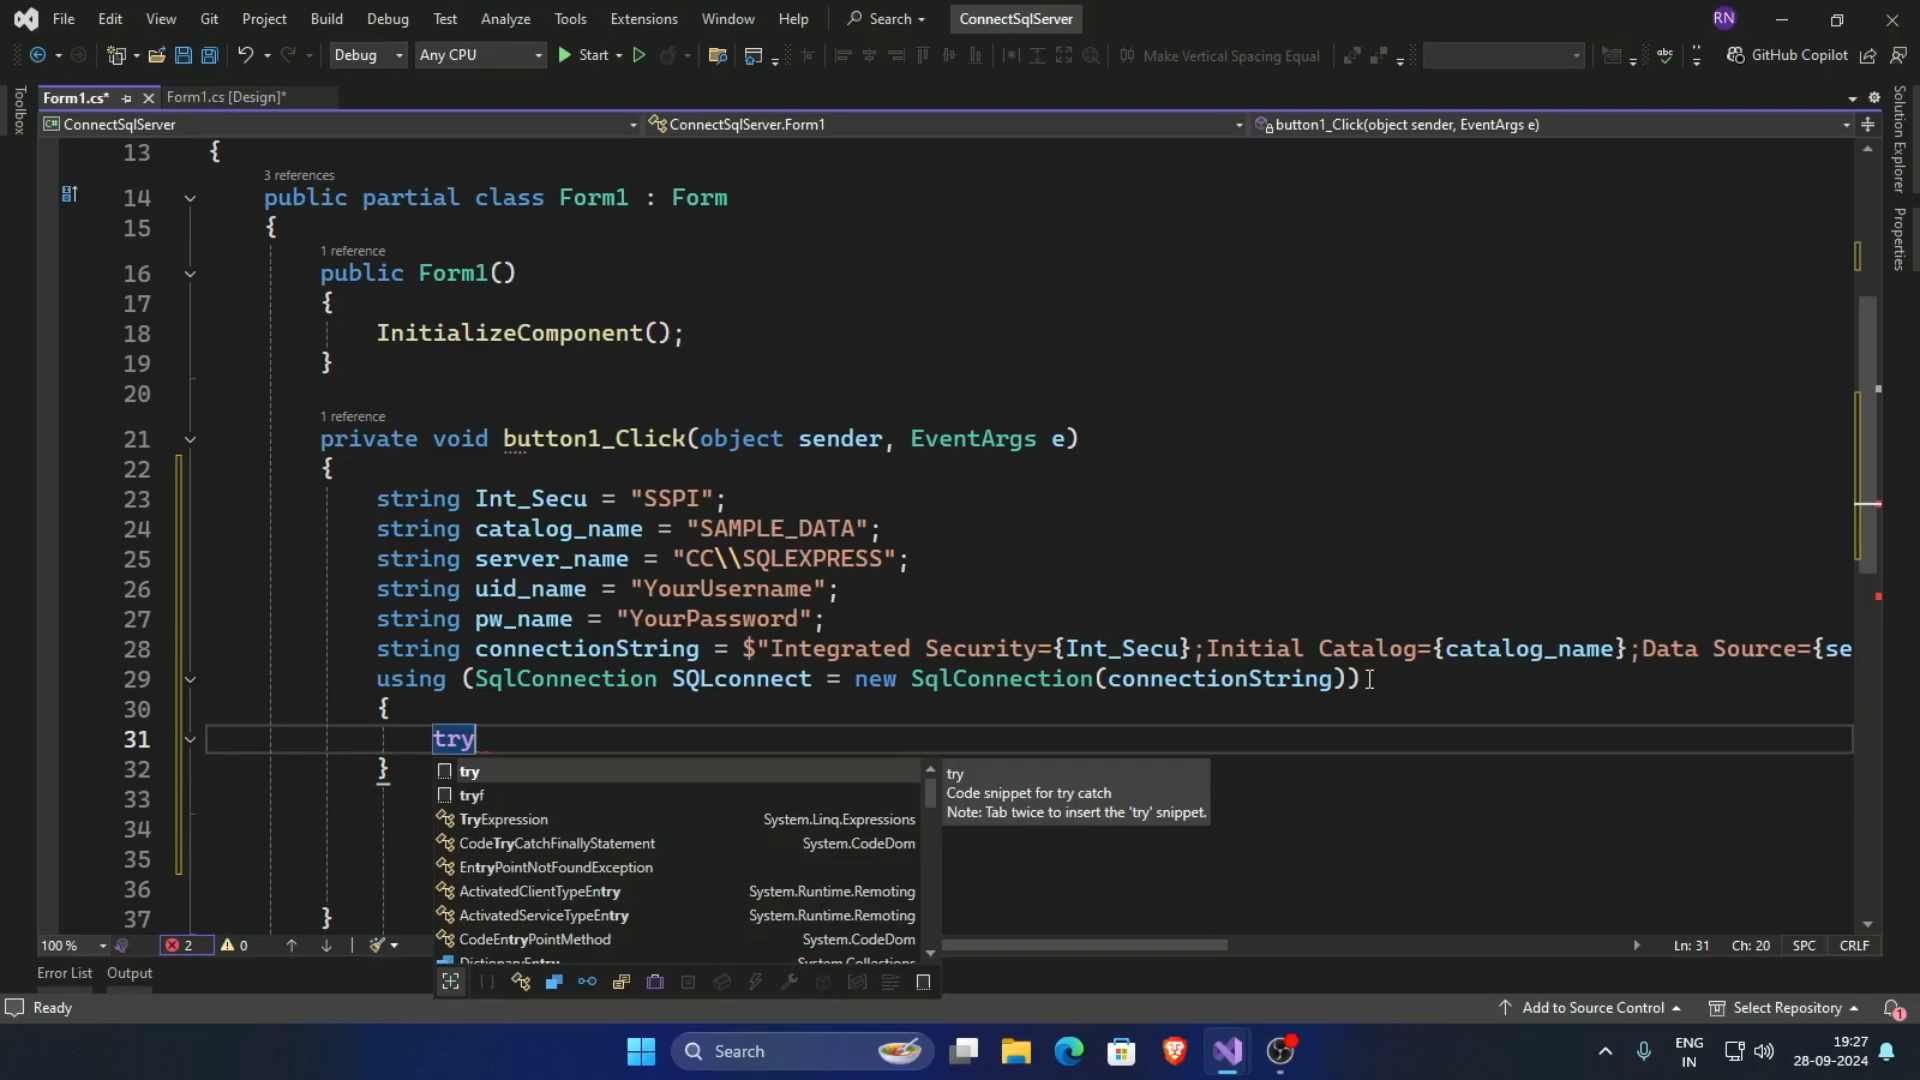 File Edit View Git Project Build Debug Test Analyze Tools Extensions Window Help Search ConnectSqlServer RN
Debug Any CPU Start Make Vertical Spacing Equal abc GitHub Copilot
Form1.cs* Form1.cs [Design]*
C# ConnectSqlServer ConnectSqlServer.Form1 button1_Click(object sender, EventArgs e)
Toolbox
Solution Explorer
Properties
13 {
3 references
14 public partial class Form1 : Form
15 {
1 reference
16 public Form1()
17 {
18 InitializeComponent();
19 }
20
1 reference
21 private void button1_Click(object sender, EventArgs e)
22 {
23 string Int_Secu = "SSPI";
24 string catalog_name = "SAMPLE_DATA";
25 string server_name = "CC\\SQLEXPRESS";
26 string uid_name = "YourUsername";
27 string pw_name = "YourPassword";
28 string connectionString = $"Integrated Security={Int_Secu};Initial Catalog={catalog_name};Data Source={se
29 using (SqlConnection SQLconnect = new SqlConnection(connectionString))
30 {
31 try
32 }
33
34
35
36
37 }
try
tryf
TryExpression System.Linq.Expressions
CodeTryCatchFinallyStatement System.CodeDom
EntryPointNotFoundException
ActivatedClientTypeEntry System.Runtime.Remoting
ActivatedServiceTypeEntry System.Runtime.Remoting
CodeEntryPointMethod System.CodeDom
DictionaryEntry System.Collections
try
Code snippet for try catch
Note: Tab twice to insert the 'try' snippet.
100 % 2 0 Ln: 31 Ch: 20 SPC CRLF
Error List Output
Ready Add to Source Control Select Repository 1
Search ENG IN 19:27 28-09-2024